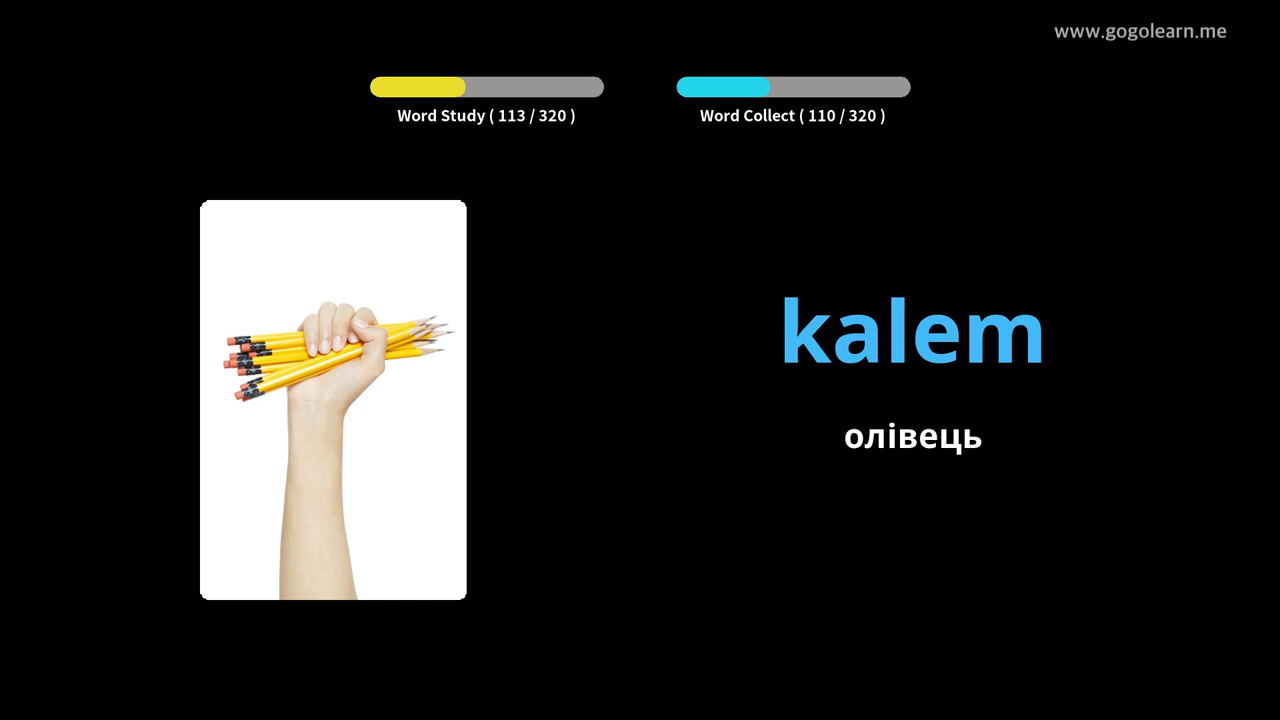 www.gogolearn.me
Word Study ( 113 / 320 )
Word Collect ( 110 / 320 )
kalem
олівець